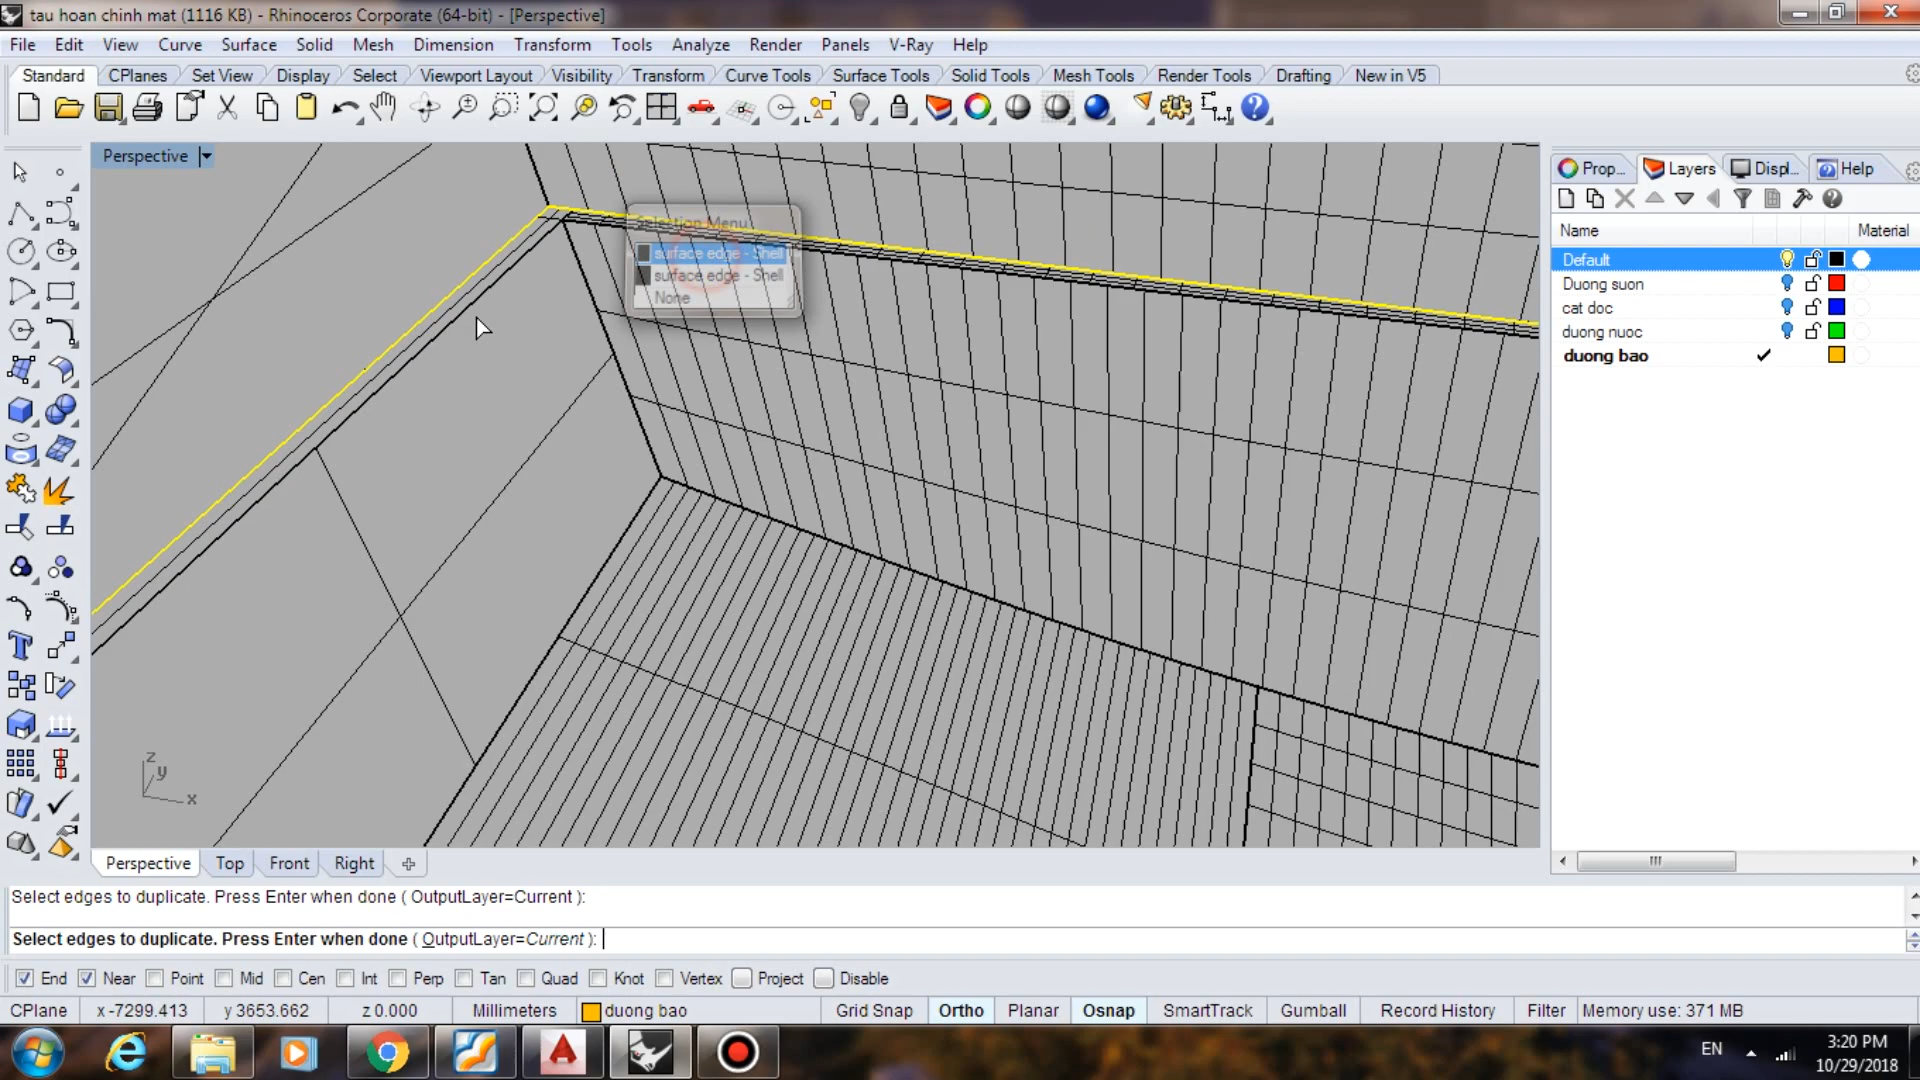 tau hoan chinh mat (1116 KB) - Rhinoceros Corporate (64-bit) - [Perspective]
File Edit View Curve Surface Solid Mesh Dimension Transform Tools Analyze Render Panels V-Ray Help
Standard CPlanes Set View Display Select Viewport Layout Visibility Transform Curve Tools Surface Tools Solid Tools Mesh Tools Render Tools Drafting New in V5
Perspective
Prop... Layers Displ... Help
Name Material
Default
Duong suon
cat doc
duong nuoc
duong bao
Selection Menu
surface edge - Shell
surface edge - Shell
None
z
y
x
Perspective Top Front Right
Select edges to duplicate. Press Enter when done ( OutputLayer=Current ):
Select edges to duplicate. Press Enter when done ( OutputLayer=Current ):
End Near Point Mid Cen Int Perp Tan Quad Knot Vertex Project Disable
CPlane x -7299.413 y 3653.662 z 0.000 Millimeters duong bao Grid Snap Ortho Planar Osnap SmartTrack Gumball Record History Filter Memory use: 371 MB
EN
3:20 PM
10/29/2018